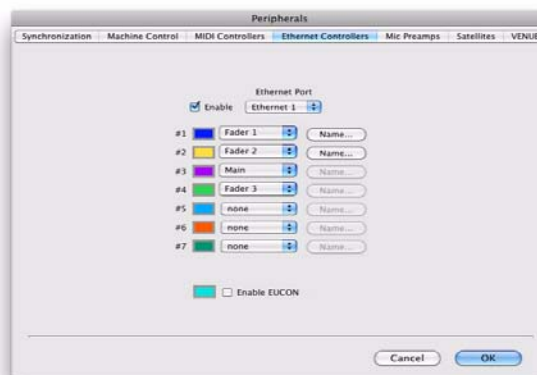 Peripherals
Synchronization Machine Control MIDI Controllers Ethernet Controllers Mic Preamps Satellites VENUE
Ethernet Port
Enable Ethernet 1
#1 Fader 1 Name...
#2 Fader 2 Name...
#3 Main Name...
#4 Fader 3 Name...
#5 none Name...
#6 none Name...
#7 none Name...
Enable EUCON
Cancel OK